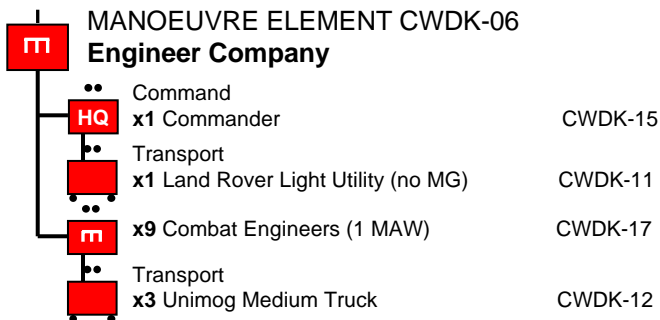 MANOEUVRE ELEMENT CWDK-06
Engineer Company
Command
HQ x1 Commander CWDK-15
Transport
x1 Land Rover Light Utility (no MG) CWDK-11
x9 Combat Engineers (1 MAW) CWDK-17
Transport
x3 Unimog Medium Truck CWDK-12